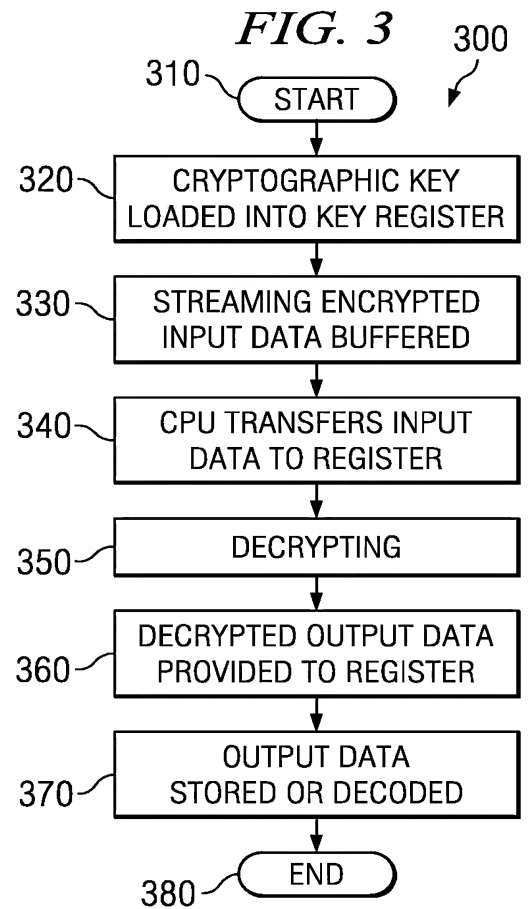 FIG. 3
300
310
START
320
CRYPTOGRAPHIC KEY
LOADED INTO KEY REGISTER
330
STREAMING ENCRYPTED
INPUT DATA BUFFERED
340
CPU TRANSFERS INPUT
DATA TO REGISTER
350
DECRYPTING
360
DECRYPTED OUTPUT DATA
PROVIDED TO REGISTER
370
OUTPUT DATA
STORED OR DECODED
380
END